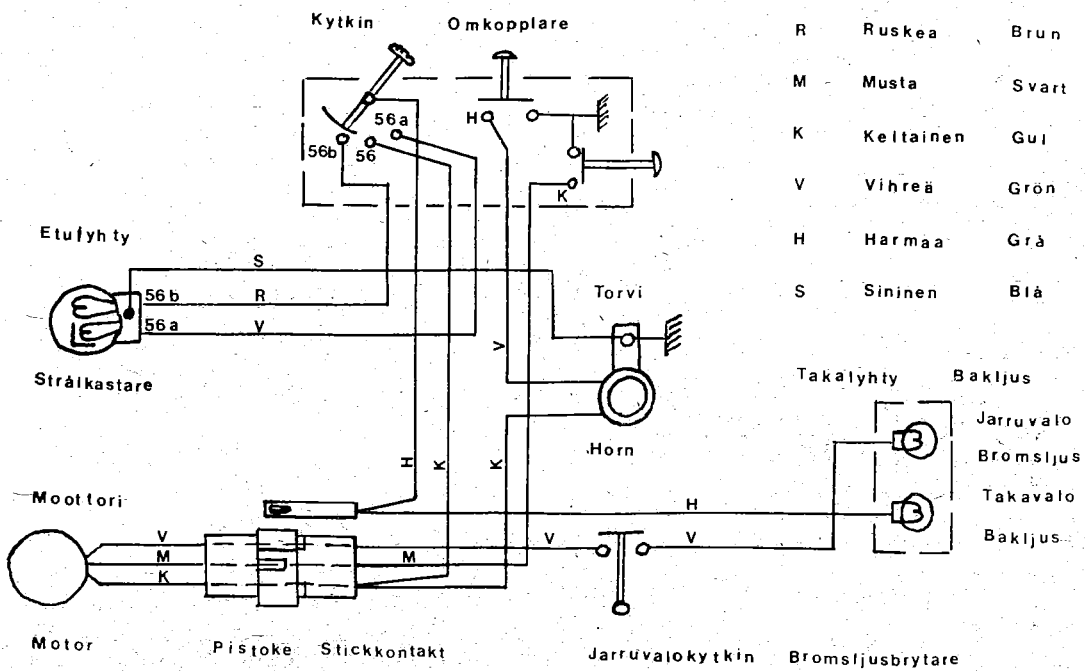 Kytkin Omkopplare
R Ruskea Brun
M Musta Svart
K Keltainen Gul
V Vihreä Grön
H Harmaa Grå
S Sininen Blå
56a
H
56b 56
K
Etulyhty
S
56b R
56a V
Strålkastare
Torvi
V
Horn
Takalyhty Bakljus
Jarruvalo
Bromsljus
Takavalo
Bakljus
H K K
H
Moottori
V
M
K
M
V V
Motor
Pistoke Stickkontakt
Jarruvalokytkin Bromsljusbrytare